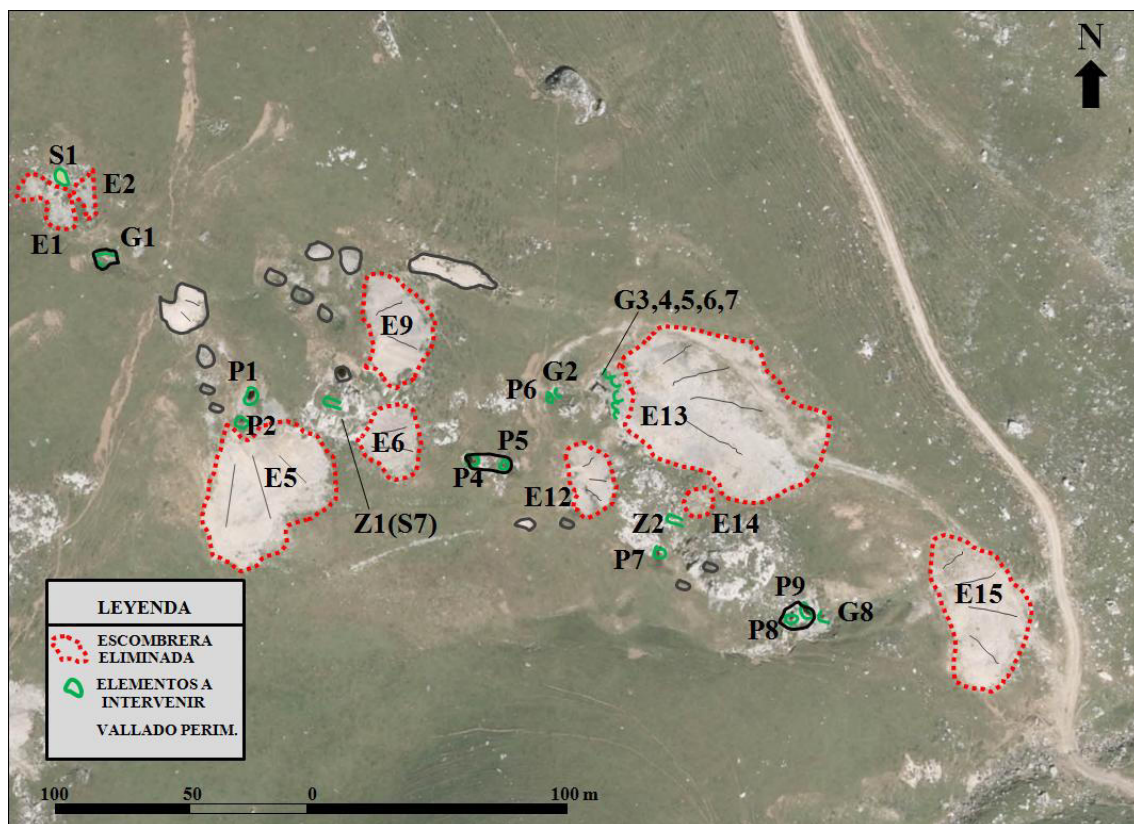 N
S1
E2
E1
G1
G3,4,5,6,7
E9
P1
P6
G2
P2
E13
E6
P5
E5
P4
E12
Z1(S7)
Z2
E14
P7
LEYENDA
ESCOMBRERA
ELIMINADA
ELEMENTOS A
INTERVENIR
VALLADO PERIM.
P9
E15
P8
G8
100 50 0 100 m